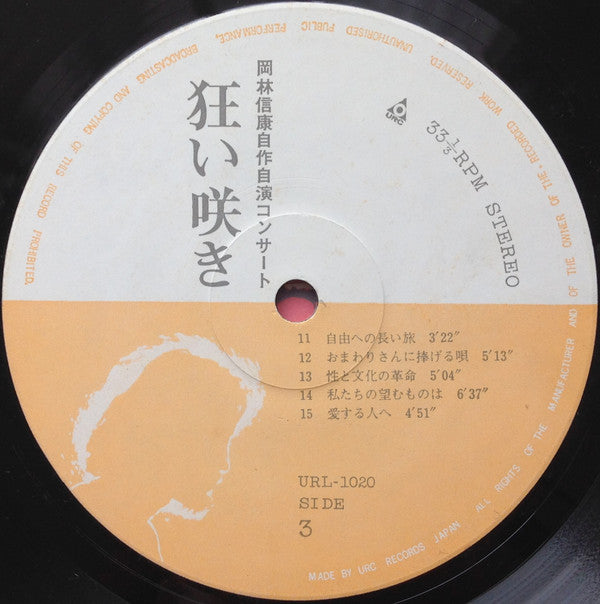 岡林信康自作自演コンサート
狂い咲き
URC
33 1/3 RPM STEREO
11 自由への長い旅 3'22"
12 おまわりさんに捧げる唄 5'13"
13 性と文化の革命 5'04"
14 私たちの望むものは 6'37"
15 愛する人へ 4'51"
URL-1020
SIDE
3
MADE BY URC RECORDS JAPAN ALL RIGHTS OF THE MANUFACTURER AND OF THE OWNER OF THE RECORDED WORK RESERVED. UNAUTHORISED PUBLIC PERFORMANCE, BROADCASTING AND COPYING OF THIS RECORD PROHIBITED.